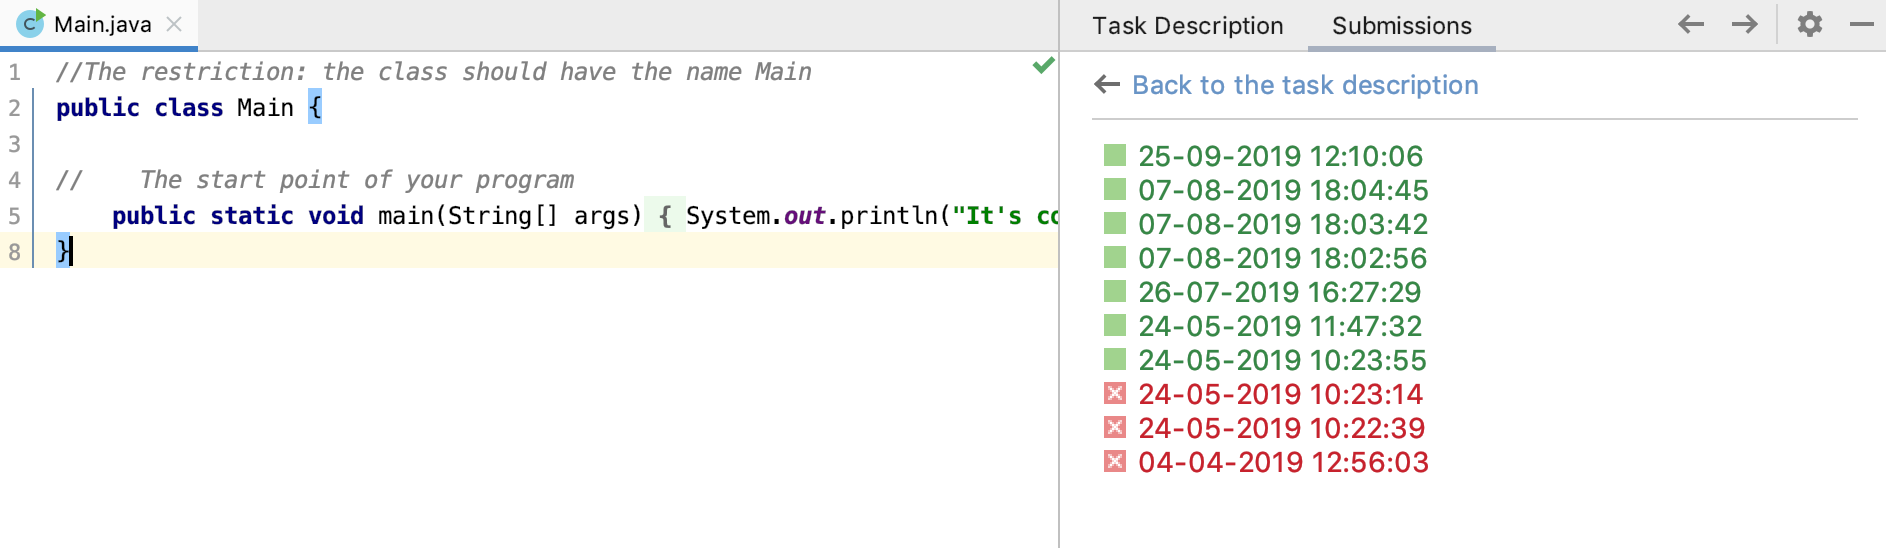 Main.java
1 //The restriction: the class should have the name Main
2 public class Main {
3
4 //    The start point of your program
5     public static void main(String[] args) { System.out.println("It's
8 }
Task Description Submissions
Back to the task description
25-09-2019 12:10:06
07-08-2019 18:04:45
07-08-2019 18:03:42
07-08-2019 18:02:56
26-07-2019 16:27:29
24-05-2019 11:47:32
24-05-2019 10:23:55
24-05-2019 10:23:14
24-05-2019 10:22:39
04-04-2019 12:56:03